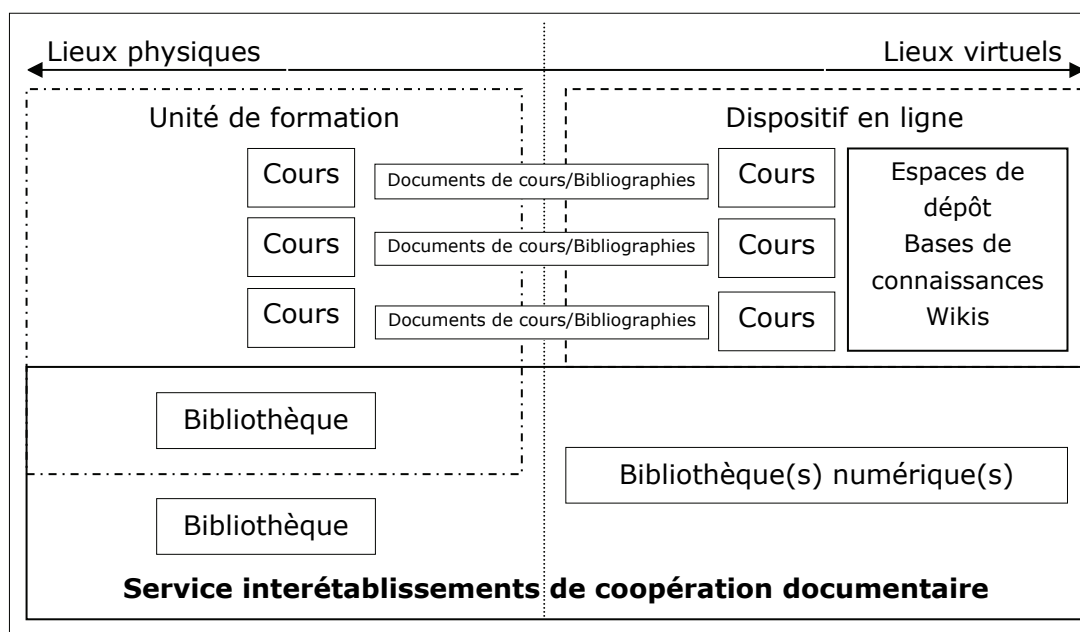 Lieux physiques
Lieux virtuels
Unité de formation
Dispositif en ligne
Cours
Documents de cours/Bibliographies
Cours
Cours
Documents de cours/Bibliographies
Cours
Cours
Documents de cours/Bibliographies
Cours
Espaces de
dépôt
Bases de
connaissances
Wikis
Bibliothèque
Bibliothèque(s) numérique(s)
Bibliothèque
Service interétablissements de coopération documentaire